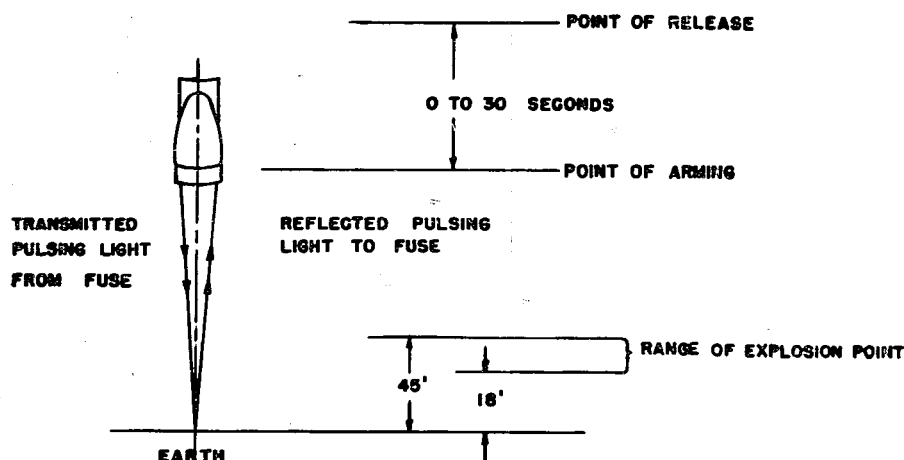 POINT OF RELEASE
0 TO 30 SECONDS
POINT OF ARMING
TRANSMITTED
PULSING LIGHT
FROM FUSE
REFLECTED PULSING
LIGHT TO FUSE
RANGE OF EXPLOSION POINT
45'
18'
EARTH